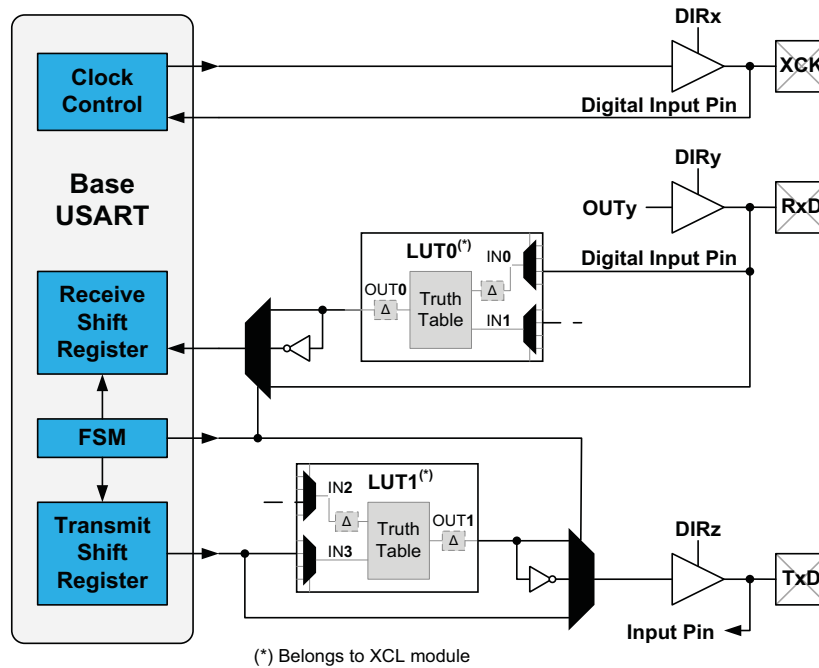 DIRx
Clock
Control
XCK
Digital Input Pin
Base
USART
DIRy
OUTy
RxD
LUT0(*)
IN0
Digital Input Pin
Receive
Shift
Register
OUT0
Δ
Truth
Table
Δ
IN1
FSM
LUT1(*)
IN2
Δ
Truth
Table
OUT1
Δ
IN3
Transmit
Shift
Register
DIRz
TxD
Input Pin
(*) Belongs to XCL module